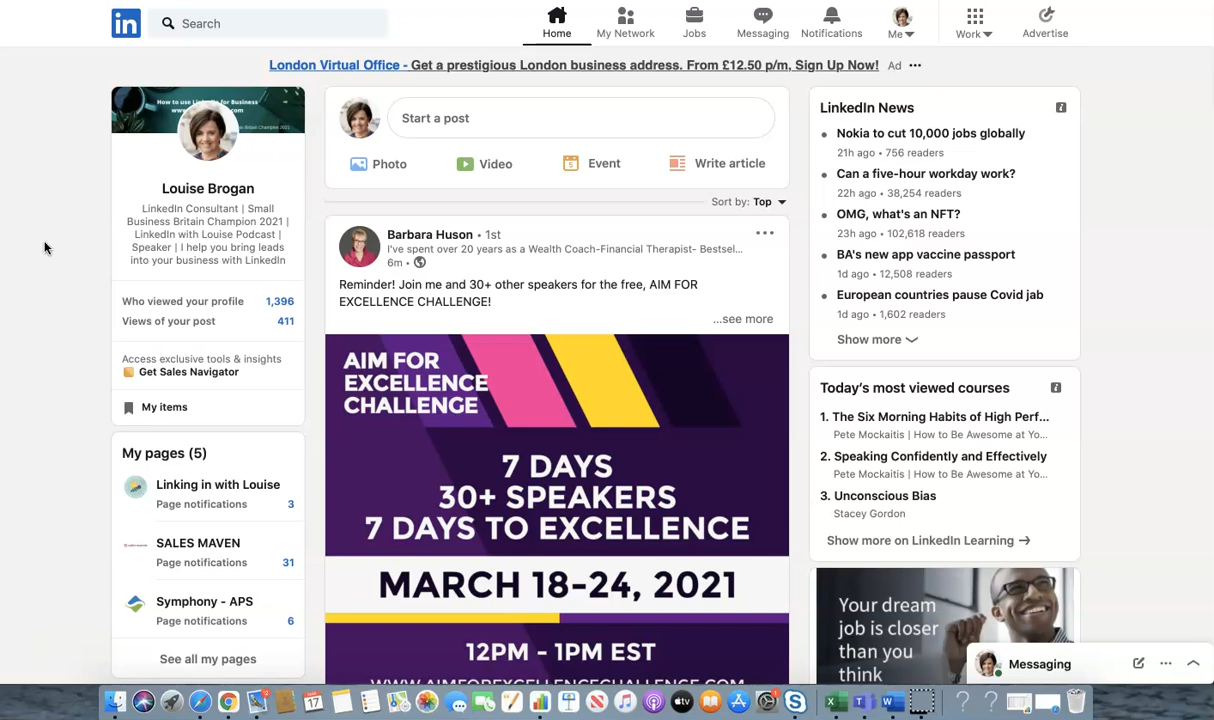 in
Search
Home
My Network
Jobs
Messaging
Notifications
Me
Work
Advertise
London Virtual Office - Get a prestigious London business address. From £12.50 p/m, Sign Up Now! Ad
How to use LinkedIn for Business
Louise Brogan
LinkedIn Consultant | Small
Business Britain Champion 2021 |
LinkedIn with Louise Podcast |
Speaker | I help you bring leads
into your business with LinkedIn
Who viewed your profile 1,396
Views of your post 411
Access exclusive tools & insights
Get Sales Navigator
My items
My pages (5)
Linking in with Louise
Page notifications 3
SALES MAVEN
Page notifications 31
Symphony - APS
Page notifications 6
See all my pages
Start a post
Photo
Video
Event
Write article
Sort by: Top
Barbara Huson • 1st
I've spent over 20 years as a Wealth Coach-Financial Therapist- Bestsel...
6m •
Reminder! Join me and 30+ other speakers for the free, AIM FOR
EXCELLENCE CHALLENGE!
...see more
AIM FOR
EXCELLENCE
CHALLENGE
7 DAYS
30+ SPEAKERS
7 DAYS TO EXCELLENCE
MARCH 18-24, 2021
12PM - 1PM EST
WWW.AIMFOREXCELLENCECHALLENGE.COM
LinkedIn News
Nokia to cut 10,000 jobs globally
21h ago • 756 readers
Can a five-hour workday work?
22h ago • 38,254 readers
OMG, what's an NFT?
23h ago • 102,618 readers
BA's new app vaccine passport
1d ago • 12,508 readers
European countries pause Covid jab
1d ago • 1,602 readers
Show more
Today's most viewed courses
1. The Six Morning Habits of High Perf...
Pete Mockaitis | How to Be Awesome at Yo...
2. Speaking Confidently and Effectively
Pete Mockaitis | How to Be Awesome at Yo...
3. Unconscious Bias
Stacey Gordon
Show more on LinkedIn Learning →
Your dream
job is closer
than you
think
Messaging
17